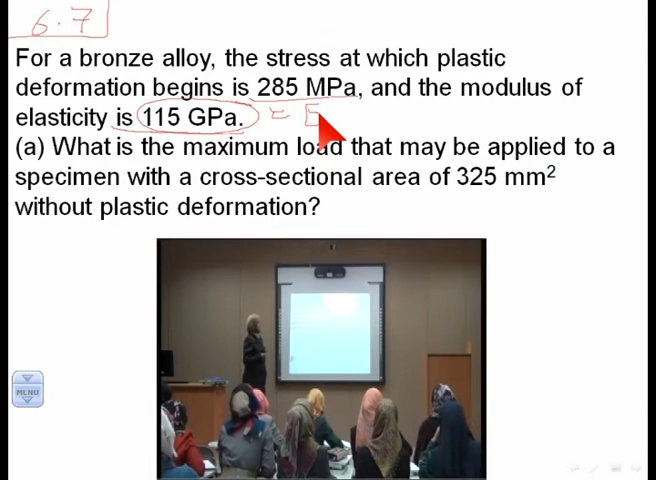 6.7
For a bronze alloy, the stress at which plastic
deformation begins is 285 MPa, and the modulus of
elasticity is 115 GPa. = E
(a) What is the maximum load that may be applied to a
specimen with a cross-sectional area of 325 mm²
without plastic deformation?
MENU